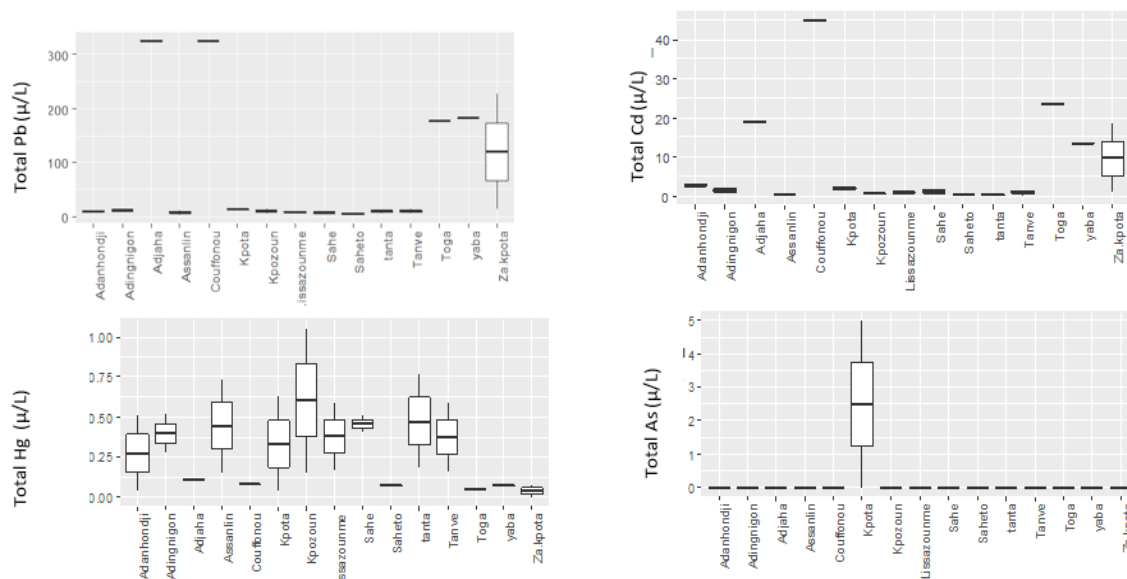 Total Pb (µ/L)
300
200
100
0
Adanhondji
Adingnigon
Adjaha
Assanlin
Couffonou
Kpota
Kpozoun
.issazounme
Sahe
Saheto
tanta
Tanve
Toga
yaba
Za.kpota
Total Cd (µ/L)
40
30
20
10
0
Adanhondji
Adingnigon
Adjaha
Assanlin
Couffonou
Kpota
Kpozoun
Lissazounme
Sahe
Saheto
tanta
Tanve
Toga
yaba
Za.kpota
Total Hg (µ/L)
1.00
0.75
0.50
0.25
0.00
Adanhondji
Adingnigon
Adjaha
Assanlin
Couffonou
Kpota
Kpozoun
issazounme
Sahe
Saheto
tanta
Tanve
Toga
yaba
Za.kpota
Total As (µ/L)
5
4
3
2
1
0
Adanhondji
Adingnigon
Adjaha
Assanlin
Couffonou
Kpota
Kpozoun
Lissazounme
Sahe
Saheto
tanta
Tanve
Toga
yaba
Za.kpota